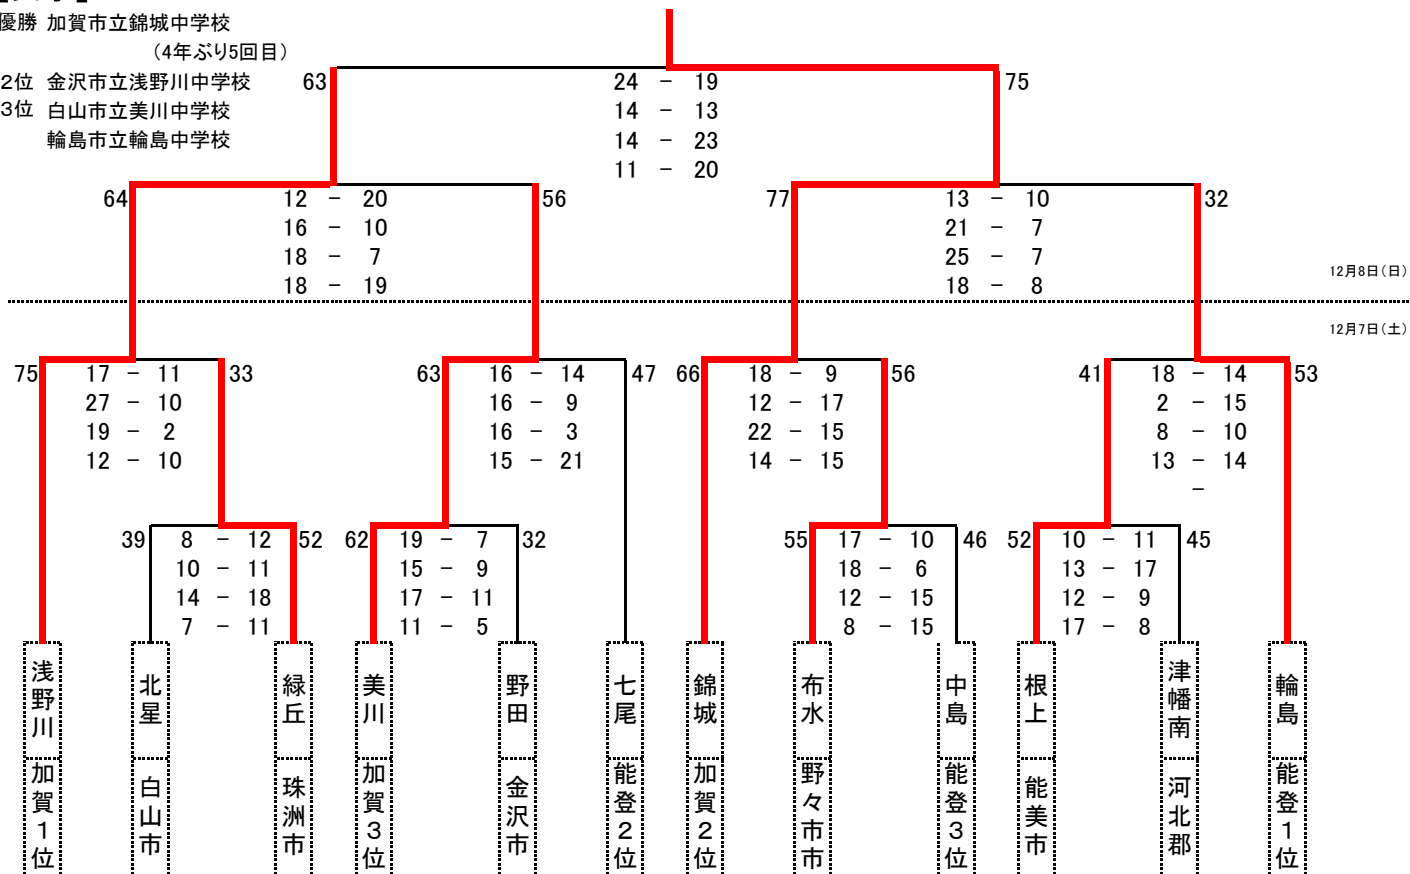 優勝 加賀市立錦城中学校
（4年ぶり5回目）
2位 金沢市立浅野川中学校
3位 白山市立美川中学校
輪島市立輪島中学校
63 24 － 19 75
14 － 13
14 － 23
11 － 20
64 12 － 20 56 77 13 － 10 32
16 － 10 21 － 7
18 － 7 25 － 7
18 － 19 18 － 8
12月8日（日）
12月7日（土）
75 17 － 11 33 63 16 － 14 47 66 18 － 9 56 41 18 － 14 53
27 － 10 16 － 9 12 － 17 2 － 15
19 － 2 16 － 3 22 － 15 8 － 10
12 － 10 15 － 21 14 － 15 13 － 14
－
39 8 － 12 52 62 19 － 7 32 55 17 － 10 46 52 10 － 11 45
10 － 11 15 － 9 18 － 6 13 － 17
14 － 18 17 － 11 12 － 15 12 － 9
7 － 11 11 － 5 8 － 15 17 － 8
浅野川
北星
緑丘
美川
野田
七尾
錦城
布水
中島
根上
津幡南
輪島
加賀1位
白山市
珠洲市
加賀3位
金沢市
能登2位
加賀2位
野々市市
能登3位
能美市
河北郡
能登1位